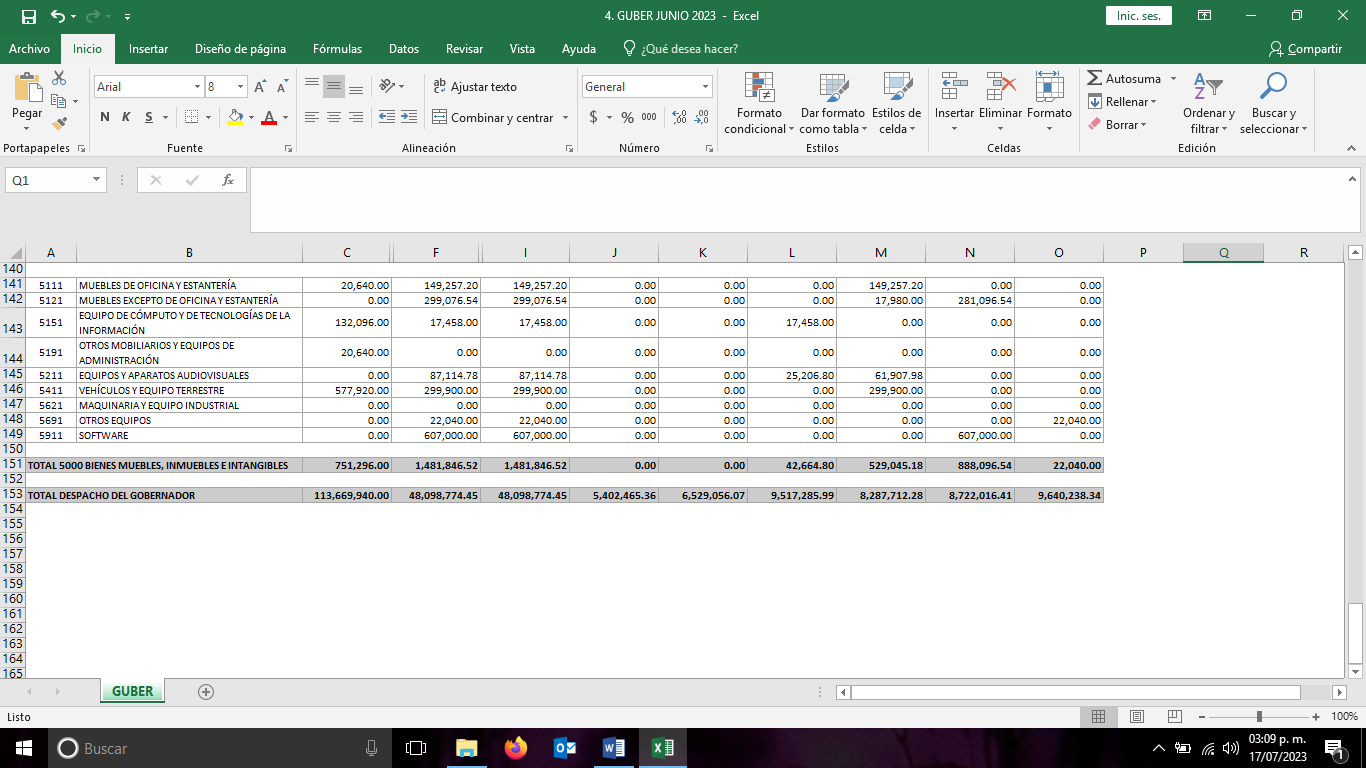 4. GUBER JUNIO 2023 - Excel
Inic. ses.
Archivo Inicio Insertar Diseño de página Fórmulas Datos Revisar Vista Ayuda ¿Qué desea hacer? Compartir
Pegar
Arial 8
Ajustar texto
General
Formato condicional
Dar formato como tabla
Estilos de celda
Insertar Eliminar Formato
Autosuma
Rellenar
Borrar
Ordenar y filtrar
Buscar y seleccionar
N K S
Combinar y centrar
$ % 000
Portapapeles Fuente Alineación Número Estilos Celdas Edición
Q1
fx
A B C F I J K L M N O P Q R
140
141 5111 MUEBLES DE OFICINA Y ESTANTERÍA 20,640.00 149,257.20 149,257.20 0.00 0.00 0.00 149,257.20 0.00 0.00
142 5121 MUEBLES EXCEPTO DE OFICINA Y ESTANTERÍA 0.00 299,076.54 299,076.54 0.00 0.00 0.00 17,980.00 281,096.54 0.00
143 5151 EQUIPO DE CÓMPUTO Y DE TECNOLOGÍAS DE LA
INFORMACIÓN 132,096.00 17,458.00 17,458.00 0.00 0.00 17,458.00 0.00 0.00 0.00
144 5191 OTROS MOBILIARIOS Y EQUIPOS DE
ADMINISTRACIÓN 20,640.00 0.00 0.00 0.00 0.00 0.00 0.00 0.00 0.00
145 5211 EQUIPOS Y APARATOS AUDIOVISUALES 0.00 87,114.78 87,114.78 0.00 0.00 25,206.80 61,907.98 0.00 0.00
146 5411 VEHÍCULOS Y EQUIPO TERRESTRE 577,920.00 299,900.00 299,900.00 0.00 0.00 0.00 299,900.00 0.00 0.00
147 5621 MAQUINARIA Y EQUIPO INDUSTRIAL 0.00 0.00 0.00 0.00 0.00 0.00 0.00 0.00 0.00
148 5691 OTROS EQUIPOS 0.00 22,040.00 22,040.00 0.00 0.00 0.00 0.00 0.00 22,040.00
149 5911 SOFTWARE 0.00 607,000.00 607,000.00 0.00 0.00 0.00 0.00 607,000.00 0.00
150
151 TOTAL 5000 BIENES MUEBLES, INMUEBLES E INTANGIBLES 751,296.00 1,481,846.52 1,481,846.52 0.00 0.00 42,664.80 529,045.18 888,096.54 22,040.00
152
153 TOTAL DESPACHO DEL GOBERNADOR 113,669,940.00 48,098,774.45 48,098,774.45 5,402,465.36 6,529,056.07 9,517,285.99 8,287,712.28 8,722,016.41 9,640,238.34
154
155
156
157
158
159
160
161
162
163
164
165
GUBER
Listo
100%
Buscar
03:09 p. m.
17/07/2023
1